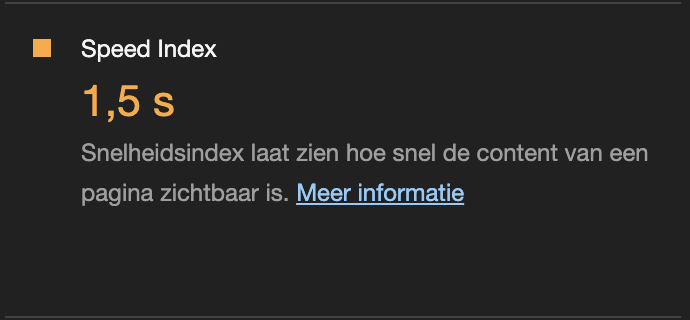 Speed Index
1,5 s
Snelheidsindex laat zien hoe snel de content van een
pagina zichtbaar is. Meer informatie